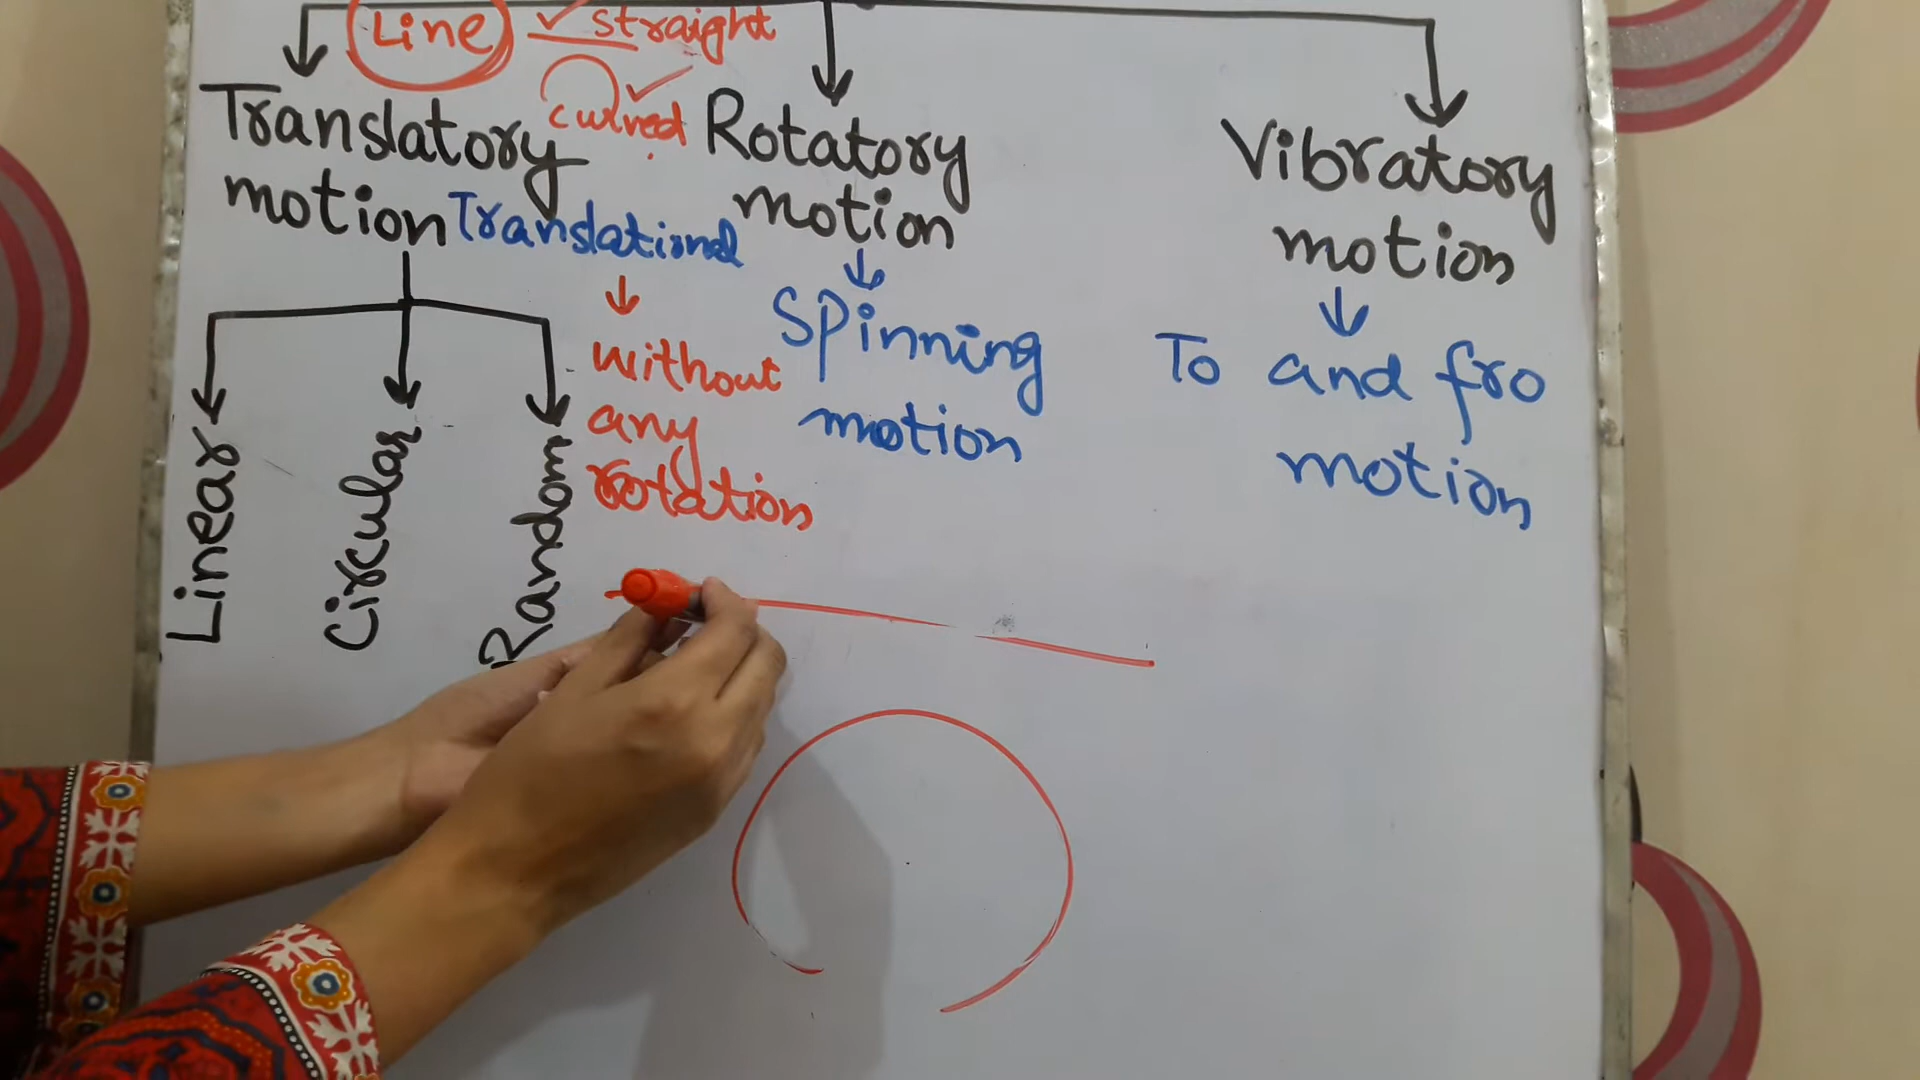 Line straight
curved
Translatory
motion
Translational
without
any
rotation
Linear
Circular
Random
Rotatory
motion
Spinning
motion
Vibratory
motion
To and fro
motion